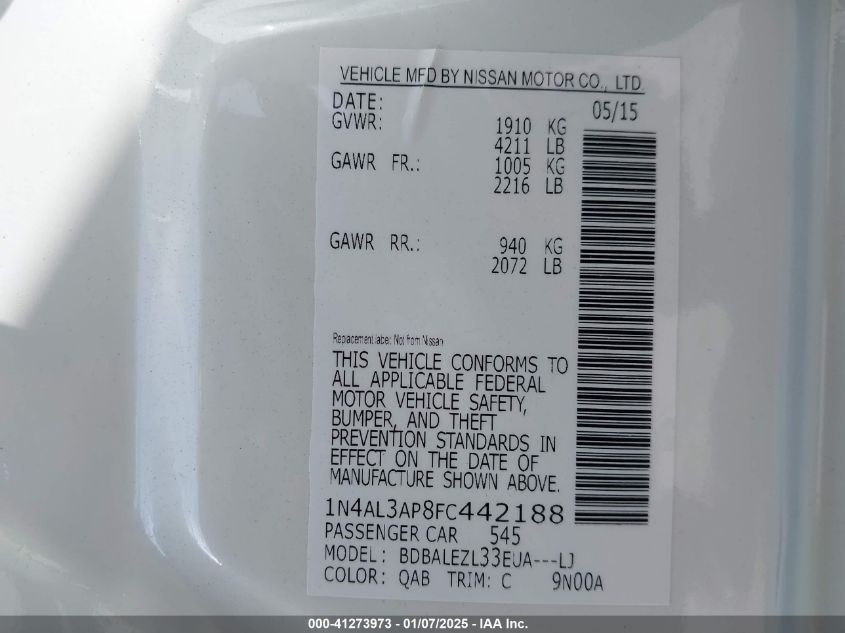 VEHICLE MFD BY NISSAN MOTOR CO., LTD.
DATE: 05/15
GVWR: 1910 KG
4211 LB
GAWR FR.: 1005 KG
2216 LB
GAWR RR.: 940 KG
2072 LB
Replacement label: Not from Nissan
THIS VEHICLE CONFORMS TO
ALL APPLICABLE FEDERAL
MOTOR VEHICLE SAFETY,
BUMPER, AND THEFT
PREVENTION STANDARDS IN
EFFECT ON THE DATE OF
MANUFACTURE SHOWN ABOVE.
1N4AL3AP8FC442188
PASSENGER CAR 545
MODEL: BDBALEZL33EUA---LJ
COLOR: QAB TRIM: C 9N00A
000-41273973 - 01/07/2025 - IAA Inc.